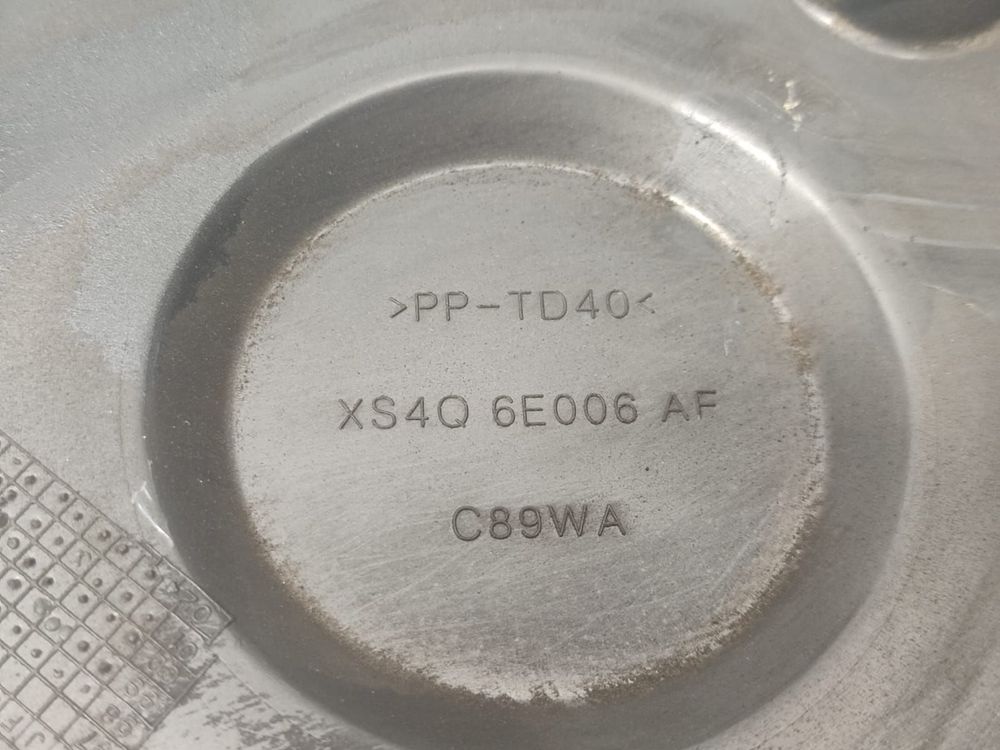 >PP-TD40<
XS4Q 6E006 AF
C89WA